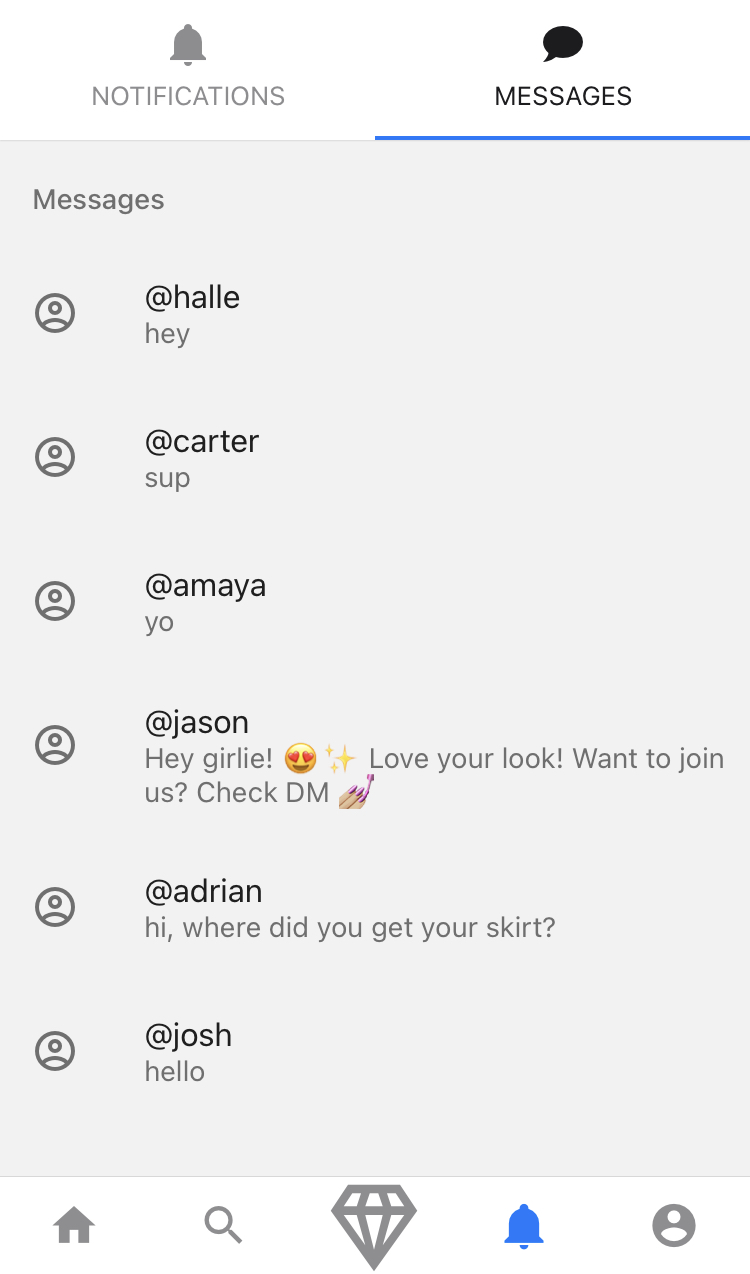 NOTIFICATIONS
MESSAGES
Messages
@halle
hey
@carter
sup
@amaya
yo
@jason
Hey girlie! 😍✨ Love your look! Want to join
us? Check DM 💅🏼
@adrian
hi, where did you get your skirt?
@josh
hello